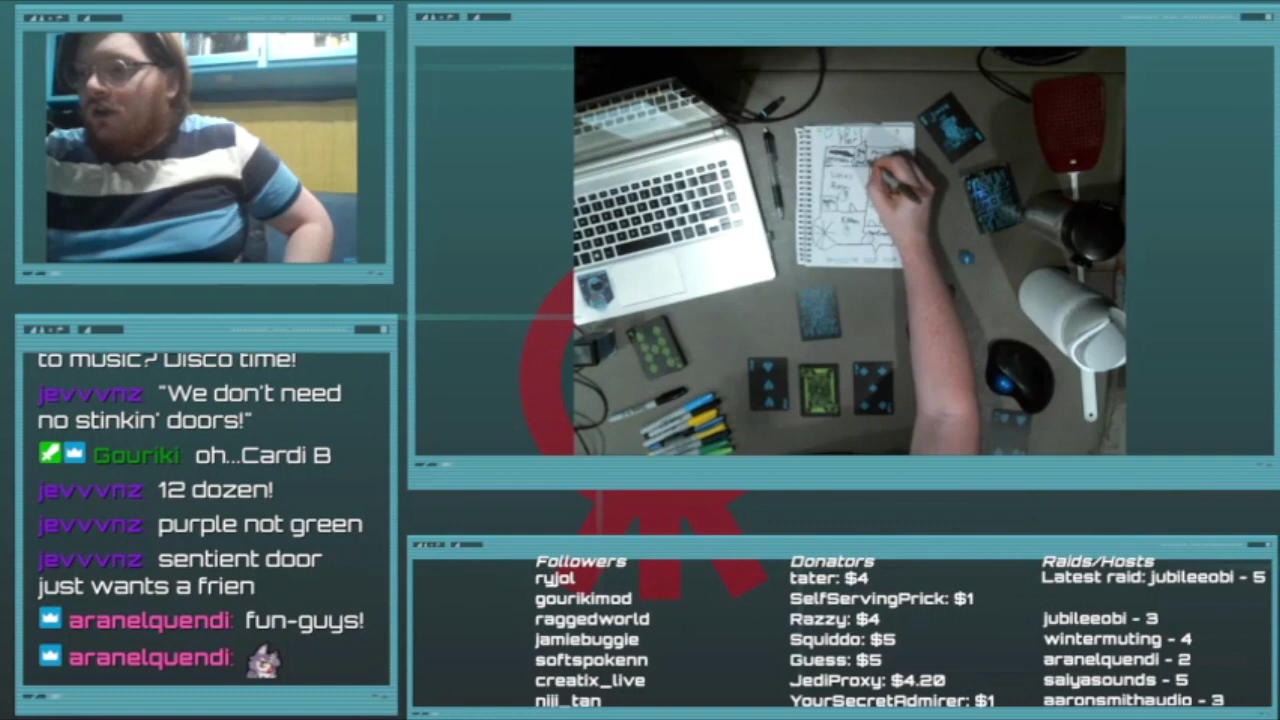 to music? Disco time!
jevvvnz "We don't need
no stinkin' doors!"
Gouriki: oh...Cardi B
jevvvnz 12 dozen!
jevvvnz purple not green
jevvvnz sentient door
just wants a frien
aranelquendi: fun-guys!
aranelquendi:
Followers
ryjol
gourikimod
raggedworld
jamiebuggie
softspokenn
creatix_live
niji_tan
Donators
tater: $4
SelfServingPrick: $1
Razzy: $4
Squiddo: $5
Guess: $5
JediProxy: $4.20
YourSecretAdmirer: $1
Raids/Hosts
Latest raid: jubileeobi - 5
jubileeobi - 3
wintermuting - 4
aranelquendi - 2
saiyasounds - 5
aaronsmithaudio - 3